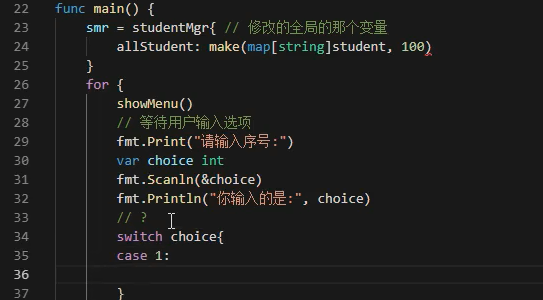 22 func main() {
23 smr = studentMgr{ // 修改的全局的那个变量
24 allStudent: make(map[string]student, 100)
25 }
26 for {
27 showMenu()
28 // 等待用户输入选项
29 fmt.Print("请输入序号:")
30 var choice int
31 fmt.Scanln(&choice)
32 fmt.Println("你输入的是:", choice)
33 // ?
34 switch choice{
35 case 1:
36
37 }